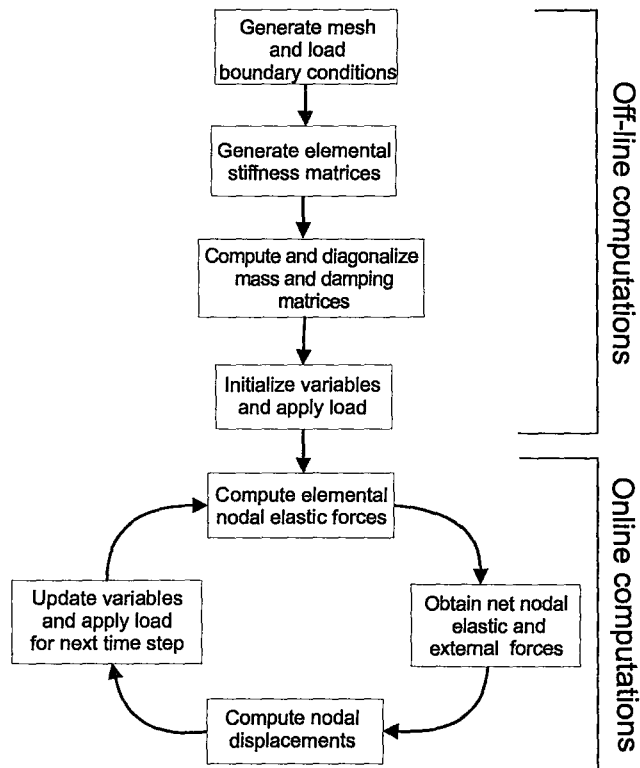 Generate mesh
and load
boundary conditions
Generate elemental
stiffness matrices
Compute and diagonalize
mass and damping
matrices
Initialize variables
and apply load
Off-line computations
Compute elemental
nodal elastic forces
Obtain net nodal
elastic and
external forces
Compute nodal
displacements
Update variables
and apply load
for next time step
Online computations